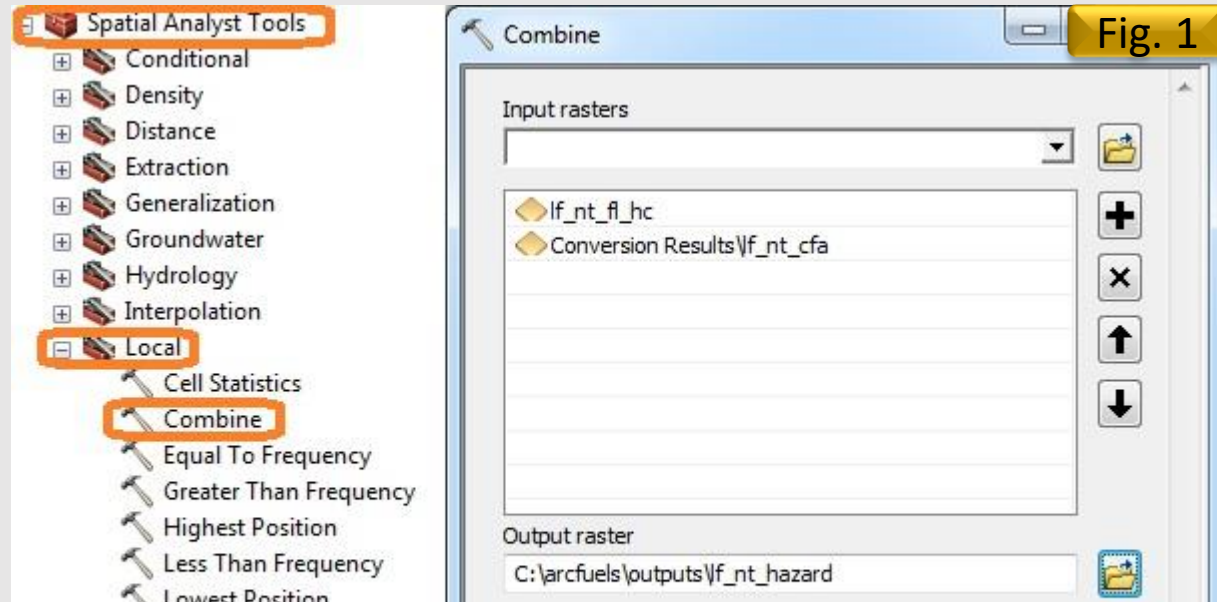 Spatial Analyst Tools
Conditional
Density
Distance
Extraction
Generalization
Groundwater
Hydrology
Interpolation
Local
Cell Statistics
Combine
Equal To Frequency
Greater Than Frequency
Highest Position
Less Than Frequency
Lowest Position
Combine
Fig. 1
Input rasters
lf_nt_fl_hc
Conversion Results\lf_nt_cfa
Output raster
C:\arcfuels\outputs\lf_nt_hazard